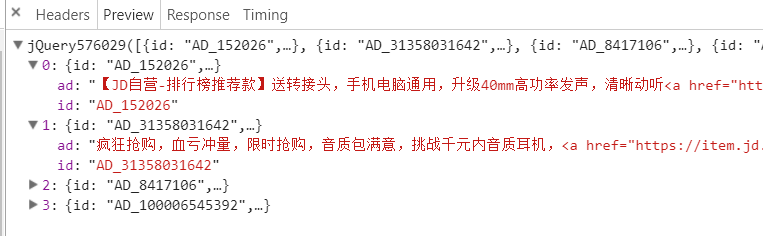 × Headers Preview Response Timing
▼jQuery576029([{id: "AD_152026",…}, {id: "AD_31358031642",…}, {id: "AD_8417106",…}, {id: "A
▼0: {id: "AD_152026",…}
ad: "【JD自营-排行榜推荐款】送转接头，手机电脑通用，升级40mm高功率发声，清晰动听<a href="htt
id: "AD_152026"
▼1: {id: "AD_31358031642",…}
ad: "疯狂抢购，血亏冲量，限时抢购，音质包满意，挑战千元内音质耳机，<a href="https://item.jd.
id: "AD_31358031642"
▶2: {id: "AD_8417106",…}
▶3: {id: "AD_100006545392",…}